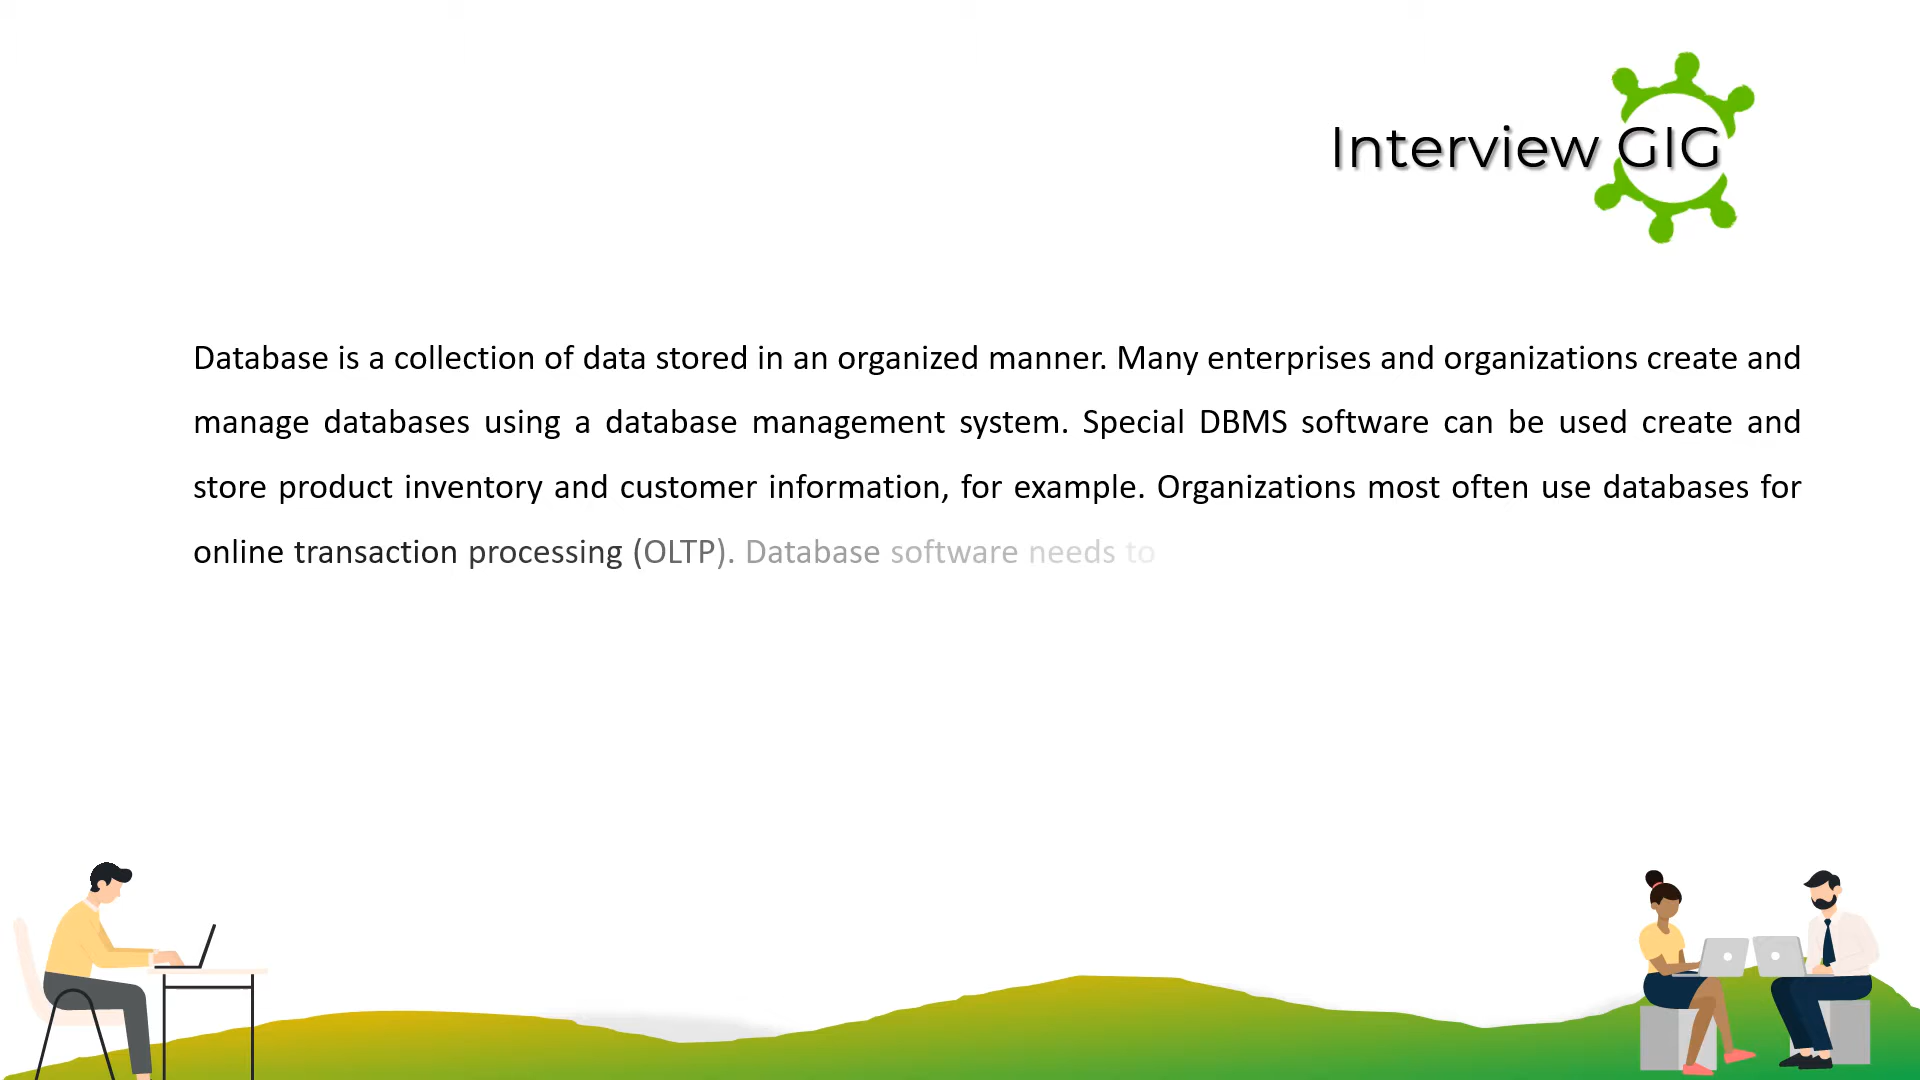 Interview GIG
Database is a collection of data stored in an organized manner. Many enterprises and organizations create and
manage databases using a database management system. Special DBMS software can be used create and
store product inventory and customer information, for example. Organizations most often use databases for
online transaction processing (OLTP). Database software needs to